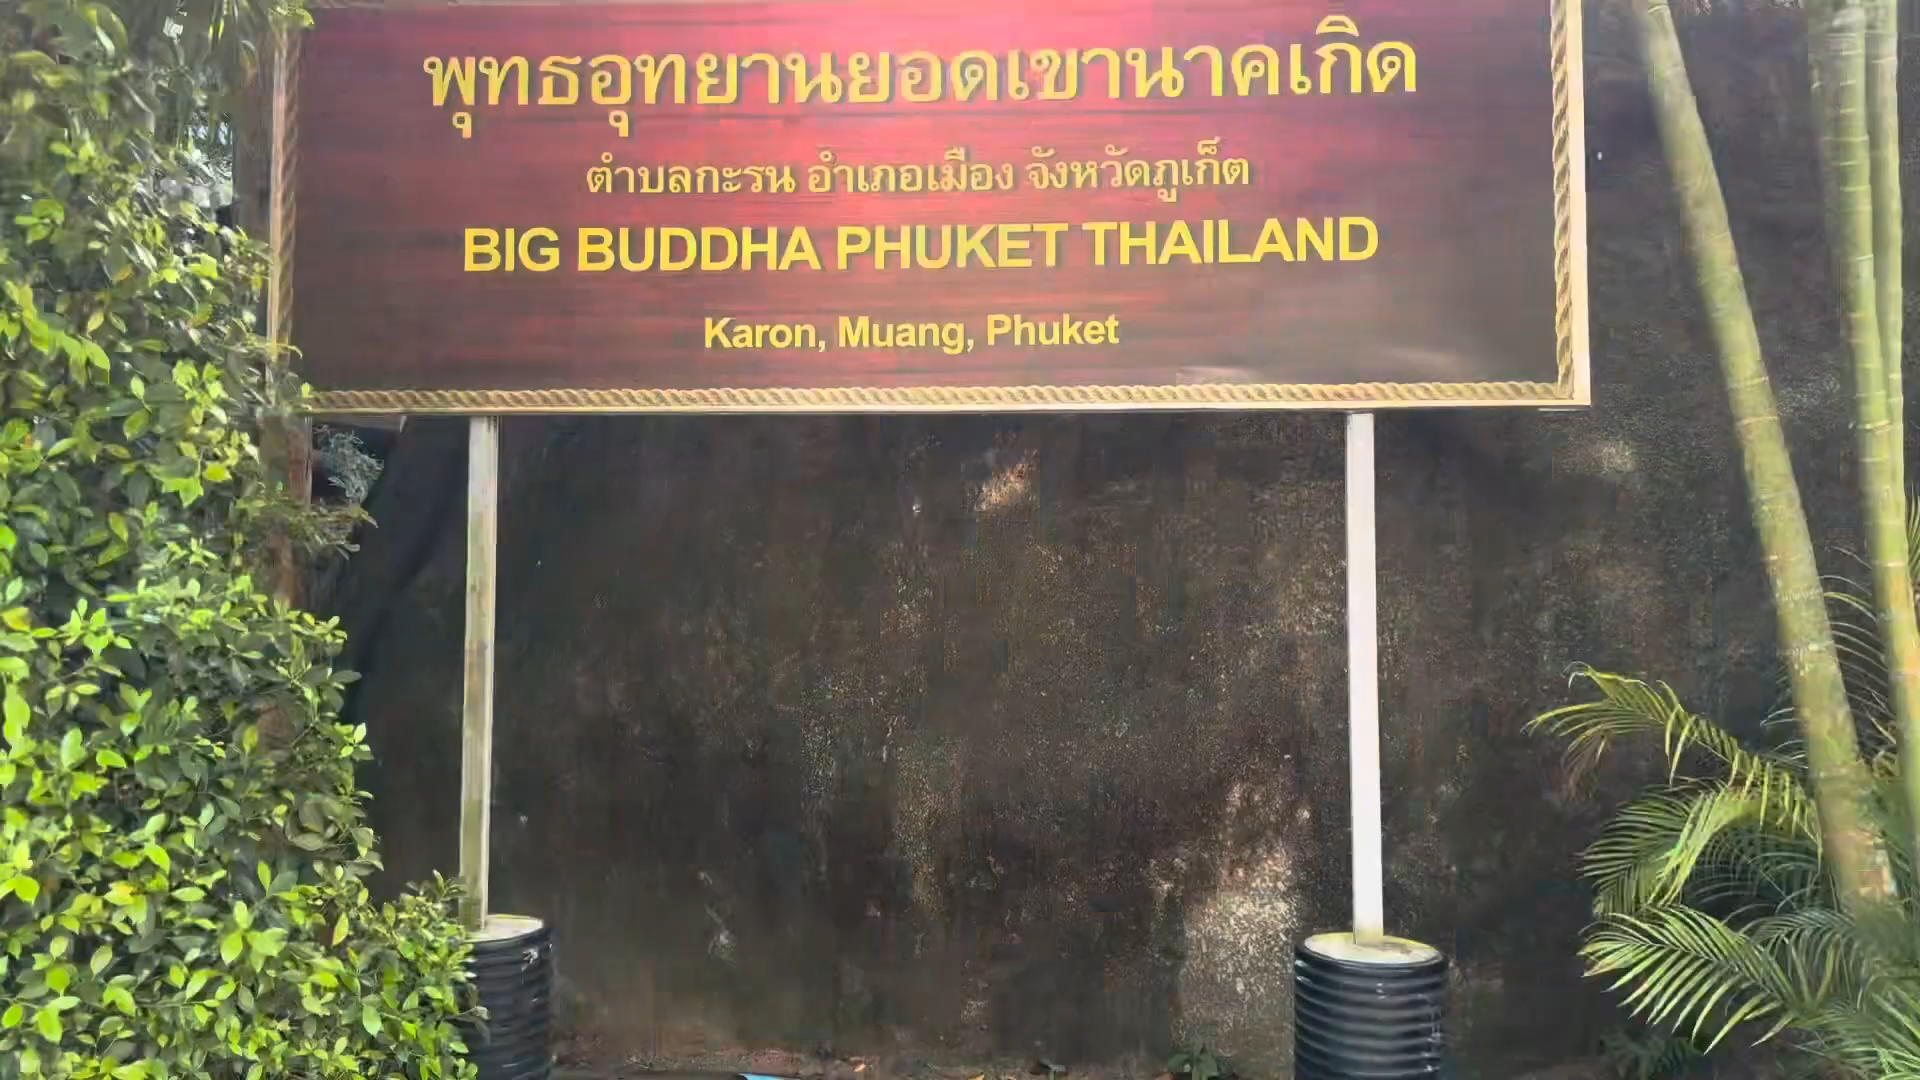 พุทธอุทยานยอดเขานาคเกิด
ตำบลกะรน อำเภอเมือง จังหวัดภูเก็ต
BIG BUDDHA PHUKET THAILAND
Karon, Muang, Phuket